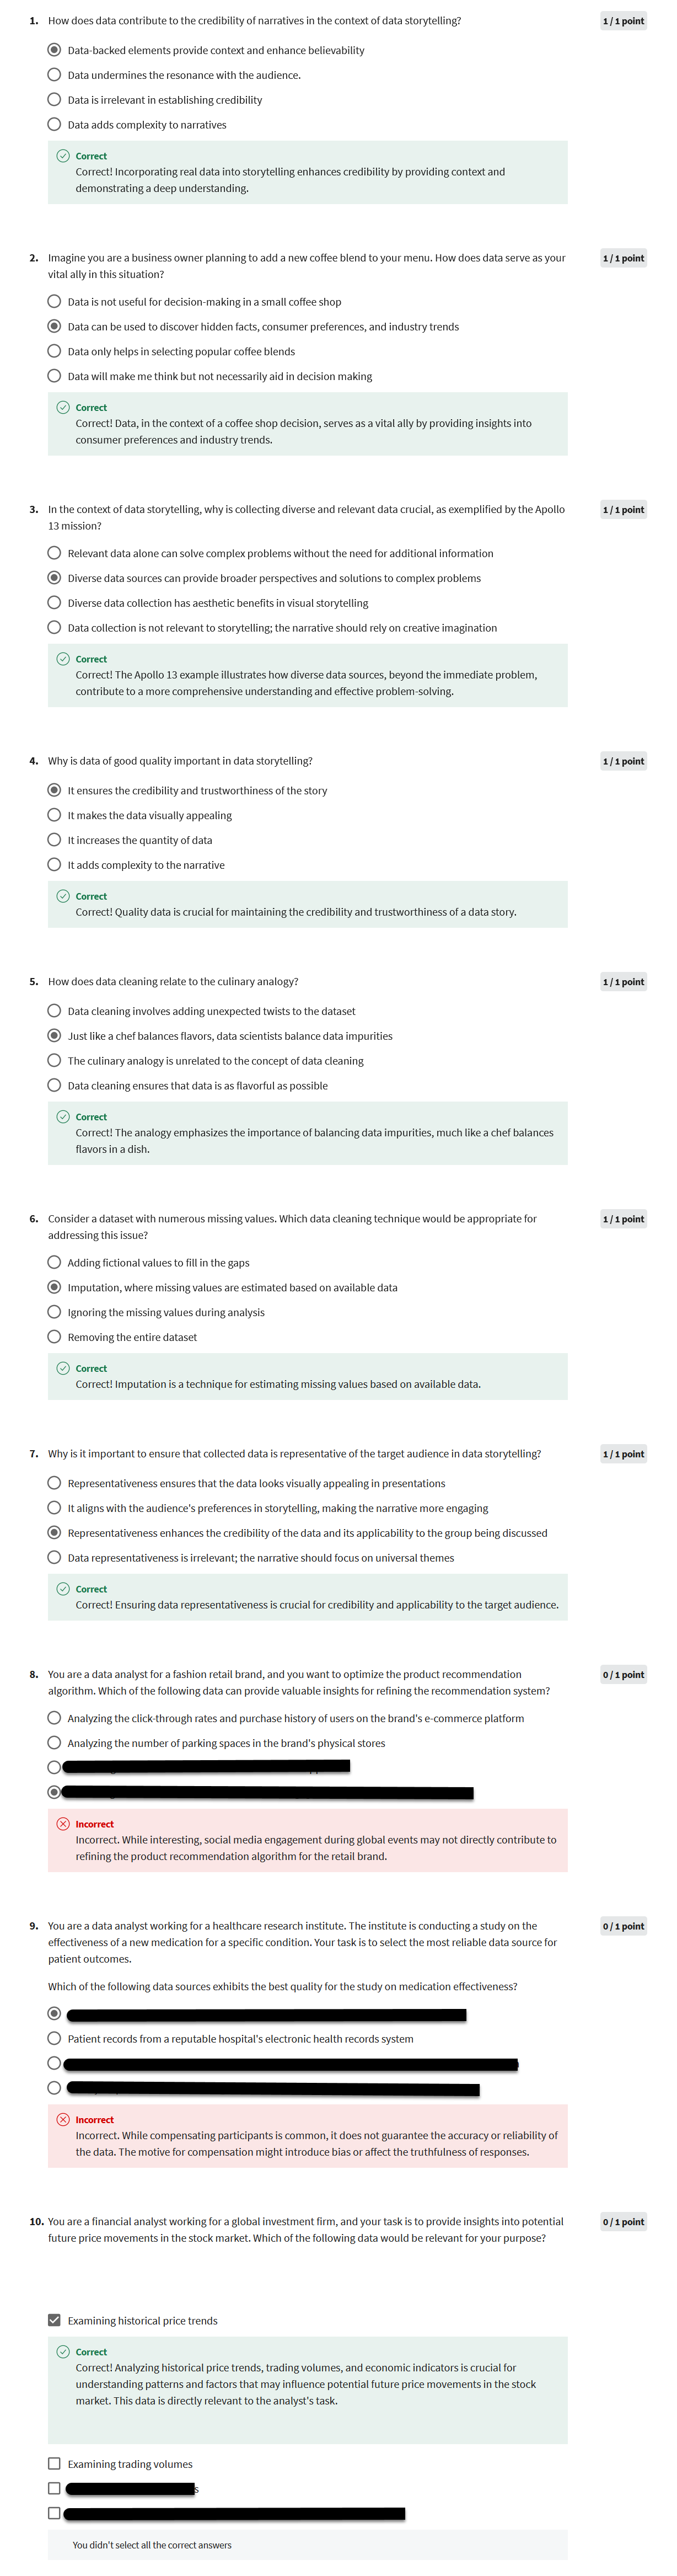 1. How does data contribute to the credibility of narratives in the context of data storytelling?
1 / 1 point
Data-backed elements provide context and enhance believability
Data undermines the resonance with the audience.
Data is irrelevant in establishing credibility
Data adds complexity to narratives
Correct
Correct! Incorporating real data into storytelling enhances credibility by providing context and
demonstrating a deep understanding.
2. Imagine you are a business owner planning to add a new coffee blend to your menu. How does data serve as your
vital ally in this situation?
1 / 1 point
Data is not useful for decision-making in a small coffee shop
Data can be used to discover hidden facts, consumer preferences, and industry trends
Data only helps in selecting popular coffee blends
Data will make me think but not necessarily aid in decision making
Correct
Correct! Data, in the context of a coffee shop decision, serves as a vital ally by providing insights into
consumer preferences and industry trends.
3. In the context of data storytelling, why is collecting diverse and relevant data crucial, as exemplified by the Apollo
13 mission?
1 / 1 point
Relevant data alone can solve complex problems without the need for additional information
Diverse data sources can provide broader perspectives and solutions to complex problems
Diverse data collection has aesthetic benefits in visual storytelling
Data collection is not relevant to storytelling; the narrative should rely on creative imagination
Correct
Correct! The Apollo 13 example illustrates how diverse data sources, beyond the immediate problem,
contribute to a more comprehensive understanding and effective problem-solving.
4. Why is data of good quality important in data storytelling?
1 / 1 point
It ensures the credibility and trustworthiness of the story
It makes the data visually appealing
It increases the quantity of data
It adds complexity to the narrative
Correct
Correct! Quality data is crucial for maintaining the credibility and trustworthiness of a data story.
5. How does data cleaning relate to the culinary analogy?
1 / 1 point
Data cleaning involves adding unexpected twists to the dataset
Just like a chef balances flavors, data scientists balance data impurities
The culinary analogy is unrelated to the concept of data cleaning
Data cleaning ensures that data is as flavorful as possible
Correct
Correct! The analogy emphasizes the importance of balancing data impurities, much like a chef balances
flavors in a dish.
6. Consider a dataset with numerous missing values. Which data cleaning technique would be appropriate for
addressing this issue?
1 / 1 point
Adding fictional values to fill in the gaps
Imputation, where missing values are estimated based on available data
Ignoring the missing values during analysis
Removing the entire dataset
Correct
Correct! Imputation is a technique for estimating missing values based on available data.
7. Why is it important to ensure that collected data is representative of the target audience in data storytelling?
1 / 1 point
Representativeness ensures that the data looks visually appealing in presentations
It aligns with the audience's preferences in storytelling, making the narrative more engaging
Representativeness enhances the credibility of the data and its applicability to the group being discussed
Data representativeness is irrelevant; the narrative should focus on universal themes
Correct
Correct! Ensuring data representativeness is crucial for credibility and applicability to the target audience.
8. You are a data analyst for a fashion retail brand, and you want to optimize the product recommendation
algorithm. Which of the following data can provide valuable insights for refining the recommendation system?
0 / 1 point
Analyzing the click-through rates and purchase history of users on the brand's e-commerce platform
Analyzing the number of parking spaces in the brand's physical stores
Incorrect
Incorrect. While interesting, social media engagement during global events may not directly contribute to
refining the product recommendation algorithm for the retail brand.
9. You are a data analyst working for a healthcare research institute. The institute is conducting a study on the
effectiveness of a new medication for a specific condition. Your task is to select the most reliable data source for
patient outcomes.
0 / 1 point
Which of the following data sources exhibits the best quality for the study on medication effectiveness?
Patient records from a reputable hospital's electronic health records system
Incorrect
Incorrect. While compensating participants is common, it does not guarantee the accuracy or reliability of
the data. The motive for compensation might introduce bias or affect the truthfulness of responses.
10. You are a financial analyst working for a global investment firm, and your task is to provide insights into potential
future price movements in the stock market. Which of the following data would be relevant for your purpose?
0 / 1 point
Examining historical price trends
Correct
Correct! Analyzing historical price trends, trading volumes, and economic indicators is crucial for
understanding patterns and factors that may influence potential future price movements in the stock
market. This data is directly relevant to the analyst's task.
Examining trading volumes
You didn't select all the correct answers